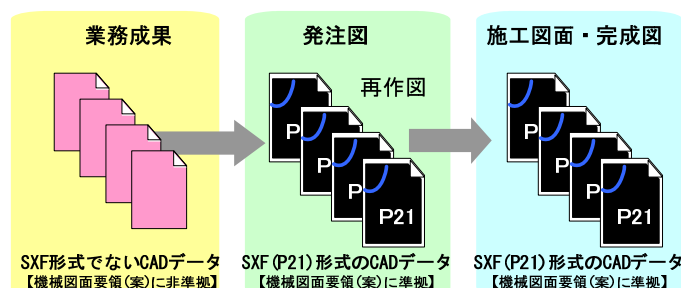 業務成果
発注図
施工図面・完成図
再作図
P
P
P
P21
P
P
P
P21
SXF形式でないCADデータ
【機械図面要領(案)に非準拠】
SXF(P21)形式のCADデータ
【機械図面要領(案)に準拠】
SXF(P21)形式のCADデータ
【機械図面要領(案)に準拠】